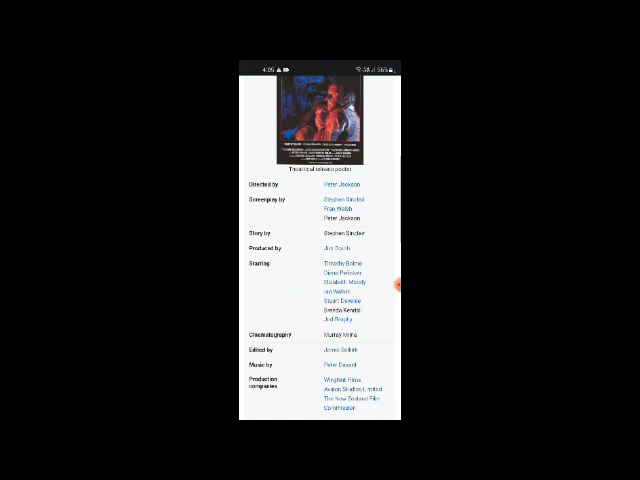 4:05
56%
Theatrical release poster
Directed by Peter Jackson
Screenplay by Stephen Sinclair
Fran Walsh
Peter Jackson
Story by Stephen Sinclair
Produced by Jim Booth
Starring Timothy Balme
Diana Peñalver
Elizabeth Moody
Ian Watkin
Stuart Devenie
Brenda Kendall
Jed Brophy
Cinematography Murray Milne
Edited by Jamie Selkirk
Music by Peter Dasent
Production WingNut Films
companies Avalon Studios Limited
The New Zealand Film
Commission